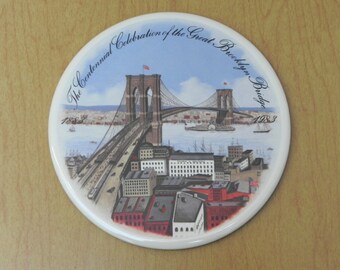 The Centennial Celebration of the Great Brooklyn Bridge
1883 1983